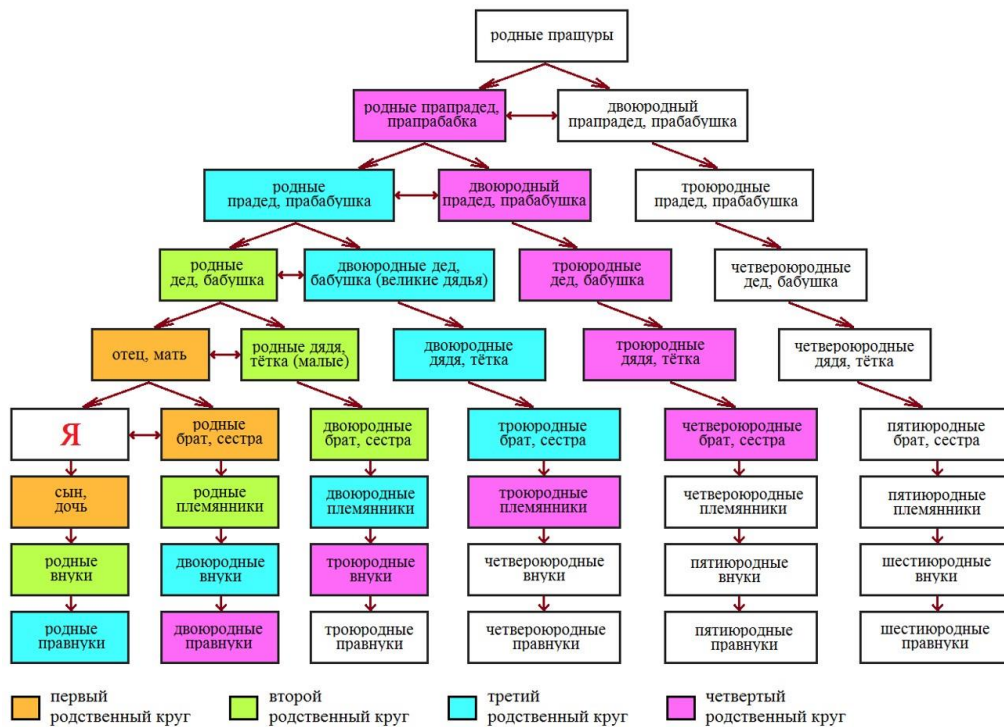 родные пращуры
родные прапрадед,
прапрабабка
двоюродный
прапрадед, прабабушка
родные
прадед, прабабушка
двоюродный
прадед, прабабушка
троюродные
прадед, прабабушка
родные
дед, бабушка
двоюродные дед,
бабушка (великие дядья)
троюродные
дед, бабушка
четвероюродные
дед, бабушка
отец, мать
родные дядя,
тётка (малые)
двоюродные
дядя, тётка
троюродные
дядя, тётка
четвероюродные
дядя, тётка
Я
родные
брат, сестра
двоюродные
брат, сестра
троюродные
брат, сестра
четвероюродные
брат, сестра
пятиюродные
брат, сестра
сын,
дочь
родные
племянники
двоюродные
племянники
троюродные
племянники
четвероюродные
племянники
пятиюродные
племянники
родные
внуки
двоюродные
внуки
троюродные
внуки
четвероюродные
внуки
пятиюродные
внуки
шестиюродные
внуки
родные
правнуки
двоюродные
правнуки
троюродные
правнуки
четвероюродные
правнуки
пятиюродные
правнуки
шестиюродные
правнуки
первый
родственный круг
второй
родственный круг
третий
родственный круг
четвертый
родственный круг